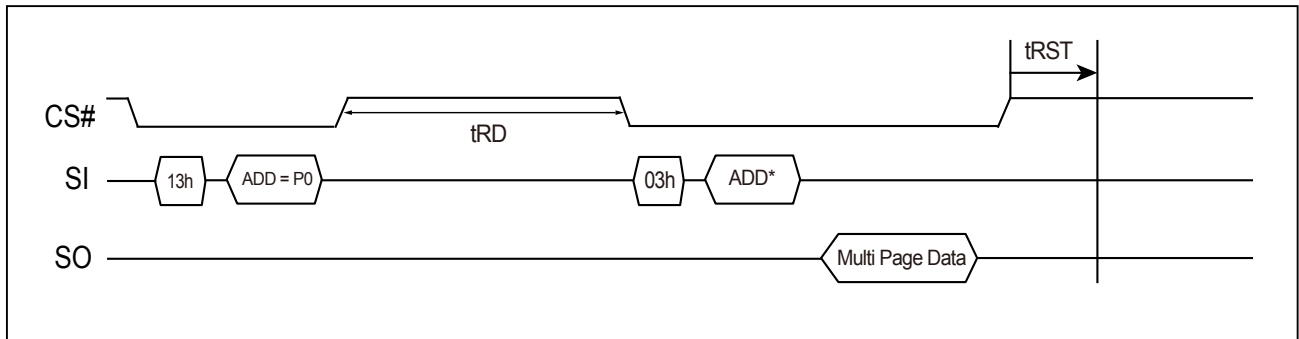 tRST
CS#
tRD
SI 13h ADD = P0 03h ADD*
SO Multi Page Data